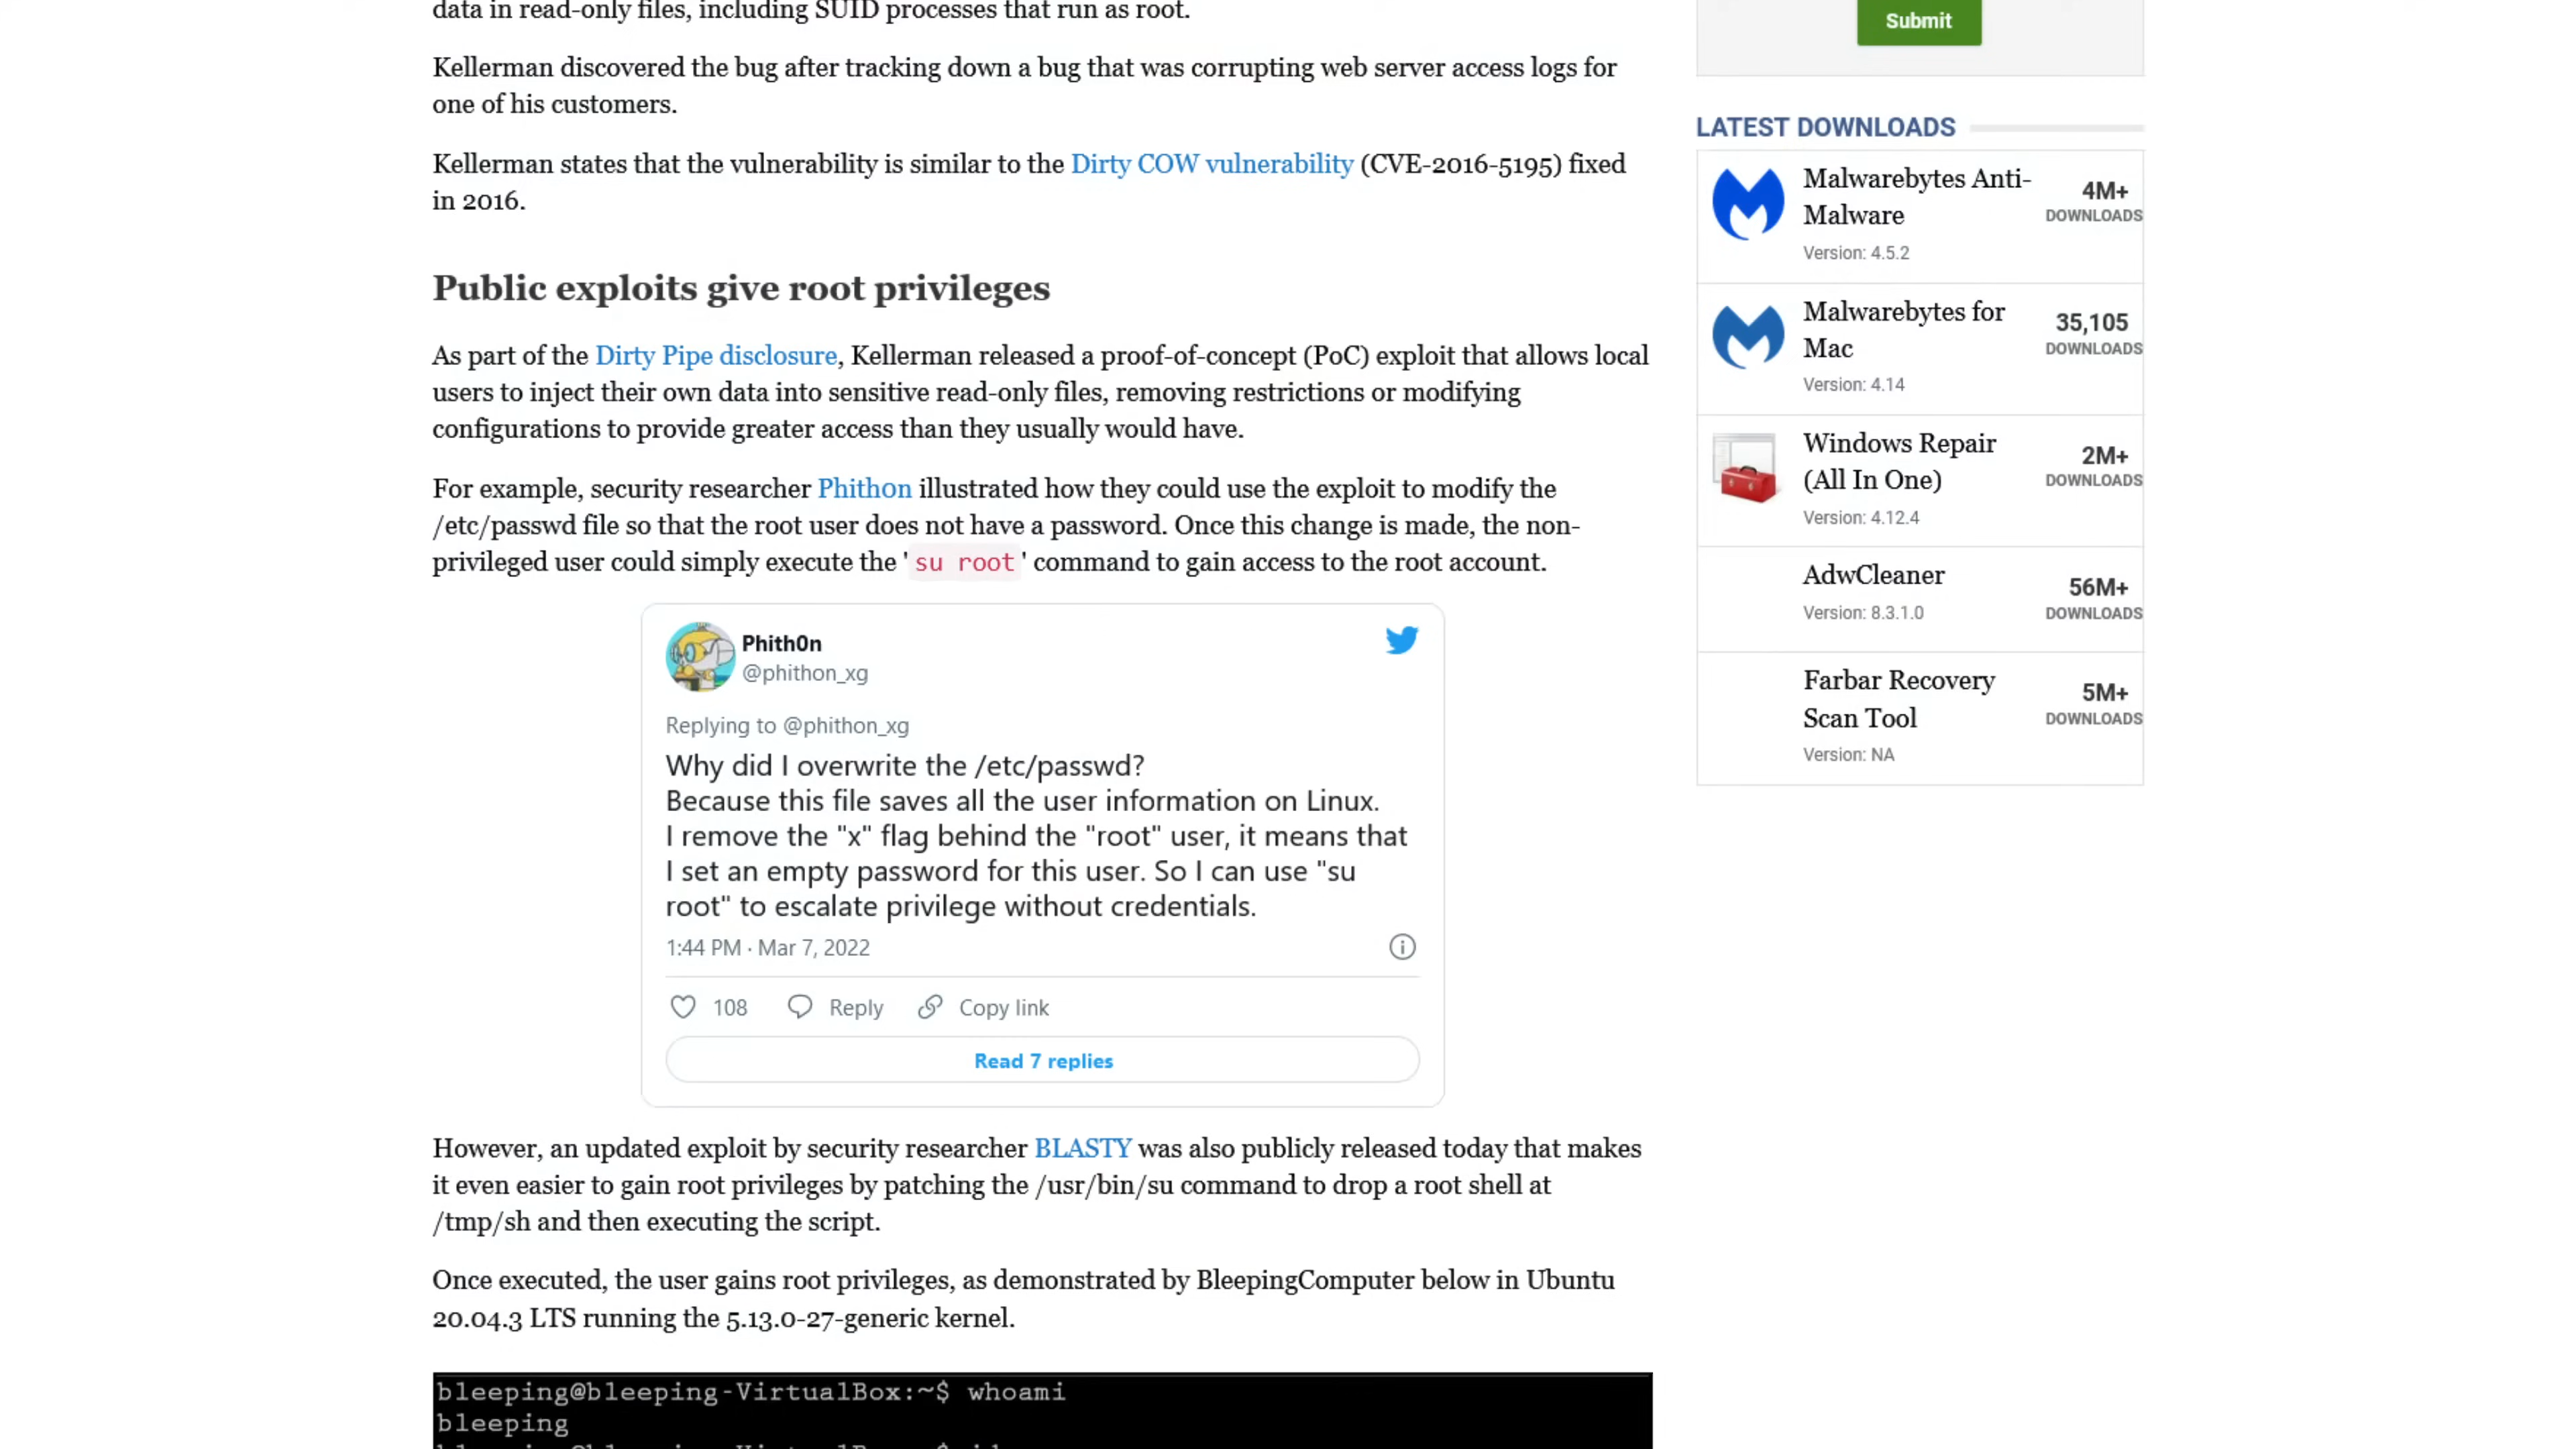 data in read-only files, including SUID processes that run as root.
Kellerman discovered the bug after tracking down a bug that was corrupting web server access logs for
one of his customers.
Kellerman states that the vulnerability is similar to the Dirty COW vulnerability (CVE-2016-5195) fixed
in 2016.
Public exploits give root privileges
As part of the Dirty Pipe disclosure, Kellerman released a proof-of-concept (PoC) exploit that allows local
users to inject their own data into sensitive read-only files, removing restrictions or modifying
configurations to provide greater access than they usually would have.
For example, security researcher Phith0n illustrated how they could use the exploit to modify the
/etc/passwd file so that the root user does not have a password. Once this change is made, the non-
privileged user could simply execute the 'su root' command to gain access to the root account.
Phith0n
@phithon_xg
Replying to @phithon_xg
Why did I overwrite the /etc/passwd?
Because this file saves all the user information on Linux.
I remove the "x" flag behind the "root" user, it means that
I set an empty password for this user. So I can use "su
root" to escalate privilege without credentials.
1:44 PM · Mar 7, 2022
108 Reply Copy link
Read 7 replies
However, an updated exploit by security researcher BLASTY was also publicly released today that makes
it even easier to gain root privileges by patching the /usr/bin/su command to drop a root shell at
/tmp/sh and then executing the script.
Once executed, the user gains root privileges, as demonstrated by BleepingComputer below in Ubuntu
20.04.3 LTS running the 5.13.0-27-generic kernel.
bleeping@bleeping-VirtualBox:~$ whoami
bleeping
Submit
LATEST DOWNLOADS
Malwarebytes Anti-
Malware
Version: 4.5.2
4M+
DOWNLOADS
Malwarebytes for
Mac
Version: 4.14
35,105
DOWNLOADS
Windows Repair
(All In One)
Version: 4.12.4
2M+
DOWNLOADS
AdwCleaner
Version: 8.3.1.0
56M+
DOWNLOADS
Farbar Recovery
Scan Tool
Version: NA
5M+
DOWNLOADS